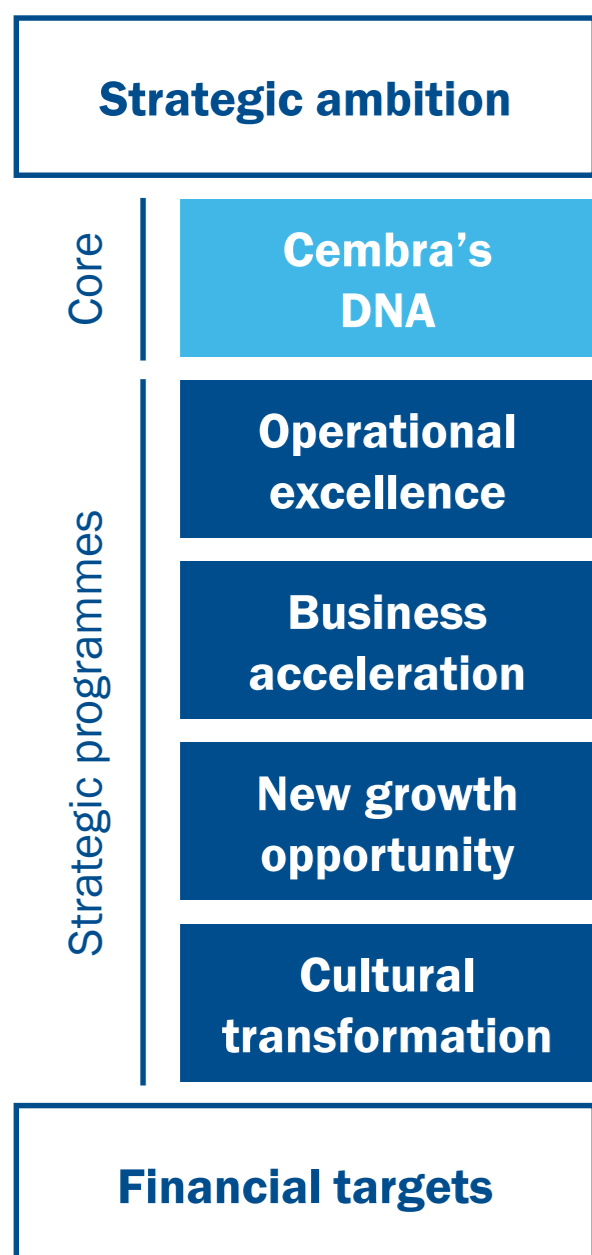 Strategic ambition
Core
Cembra's
DNA
Strategic programmes
Operational
excellence
Business
acceleration
New growth
opportunity
Cultural
transformation
Financial targets